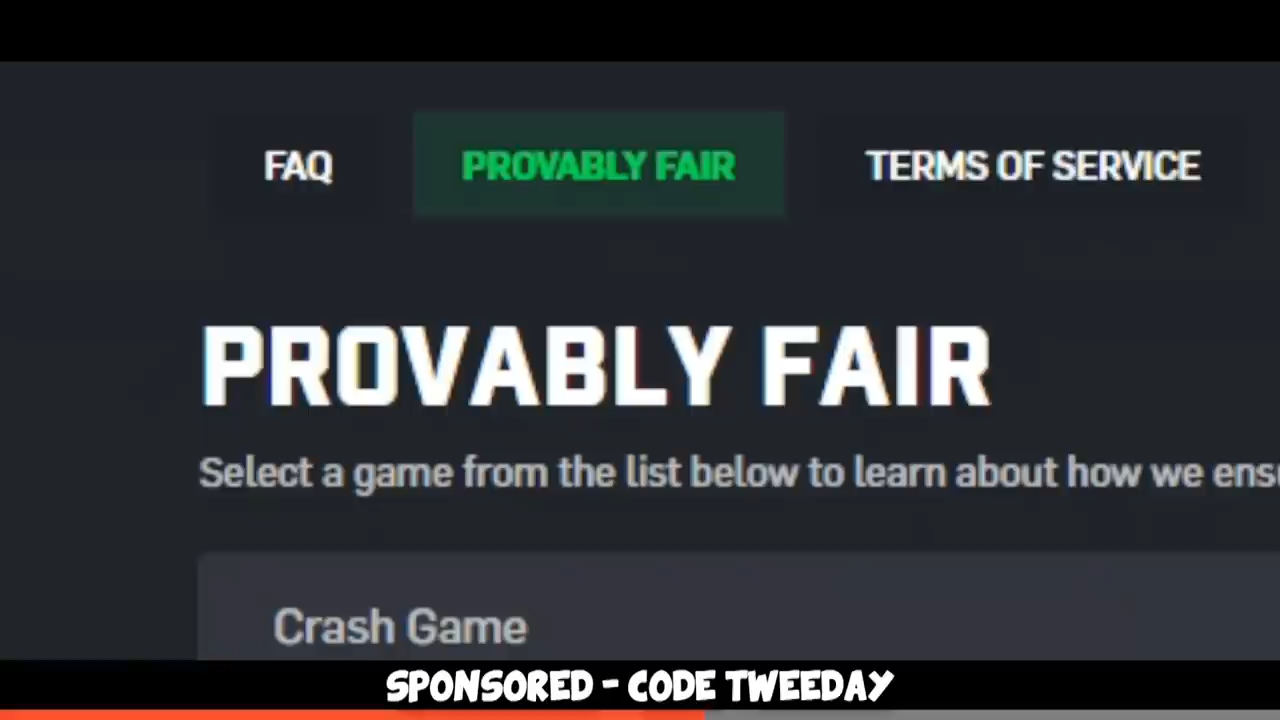 FAQ PROVABLY FAIR TERMS OF SERVICE
PROVABLY FAIR
Select a game from the list below to learn about how we
Crash Game
SPONSORED - CODE TWEEDAY